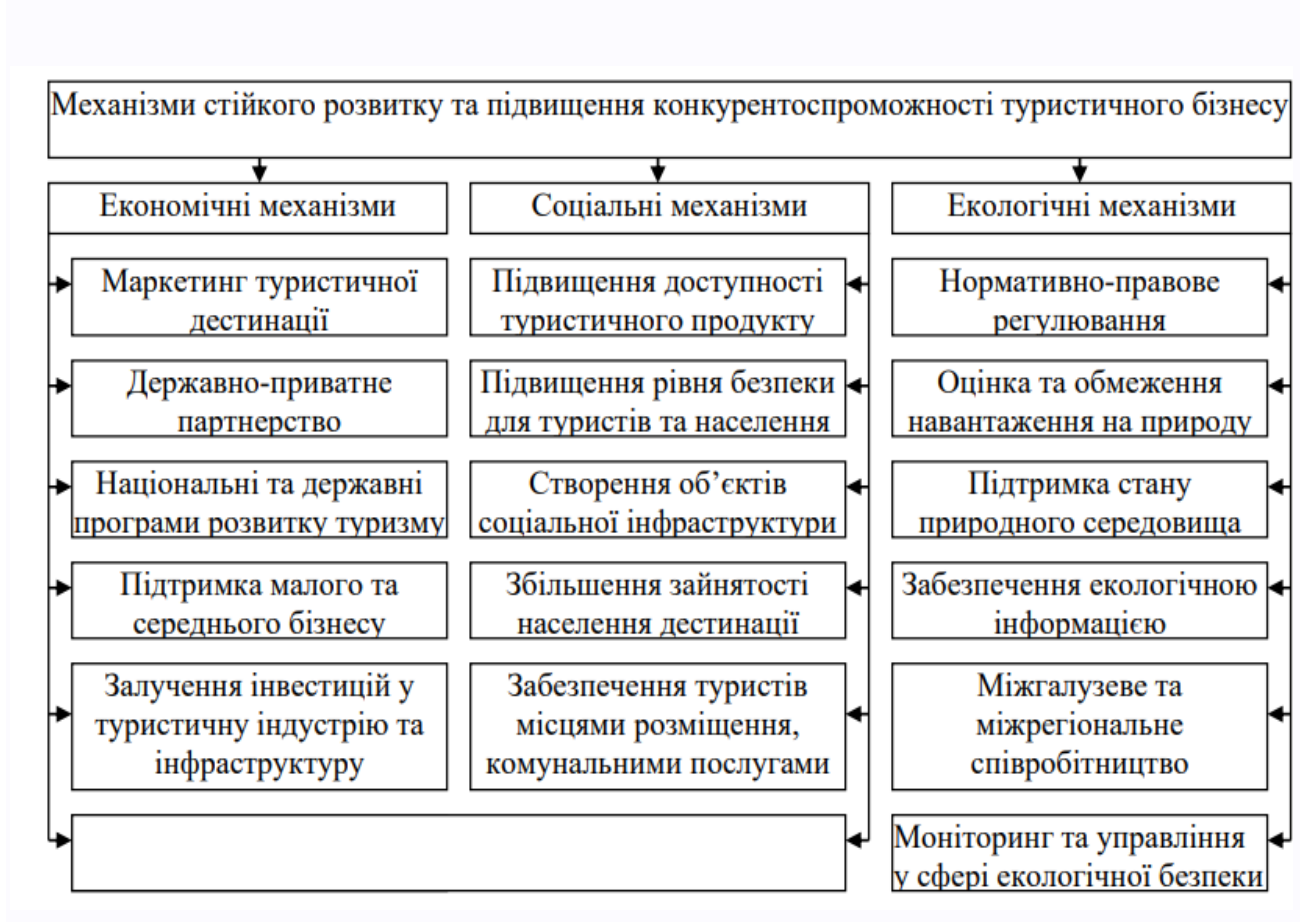 Механізми стійкого розвитку та підвищення конкурентоспроможності туристичного бізнесу
Економічні механізми
Соціальні механізми
Екологічні механізми
Маркетинг туристичної
дестинації
Підвищення доступності
туристичного продукту
Нормативно-правове
регулювання
Державно-приватне
партнерство
Підвищення рівня безпеки
для туристів та населення
Оцінка та обмеження
навантаження на природу
Національні та державні
програми розвитку туризму
Створення об’єктів
соціальної інфраструктури
Підтримка стану
природного середовища
Підтримка малого та
середнього бізнесу
Збільшення зайнятості
населення дестинації
Забезпечення екологічною
інформацією
Залучення інвестицій у
туристичну індустрію та
інфраструктуру
Забезпечення туристів
місцями розміщення,
комунальними послугами
Міжгалузеве та
міжрегіональне
співробітництво
Моніторинг та управління
у сфері екологічної безпеки